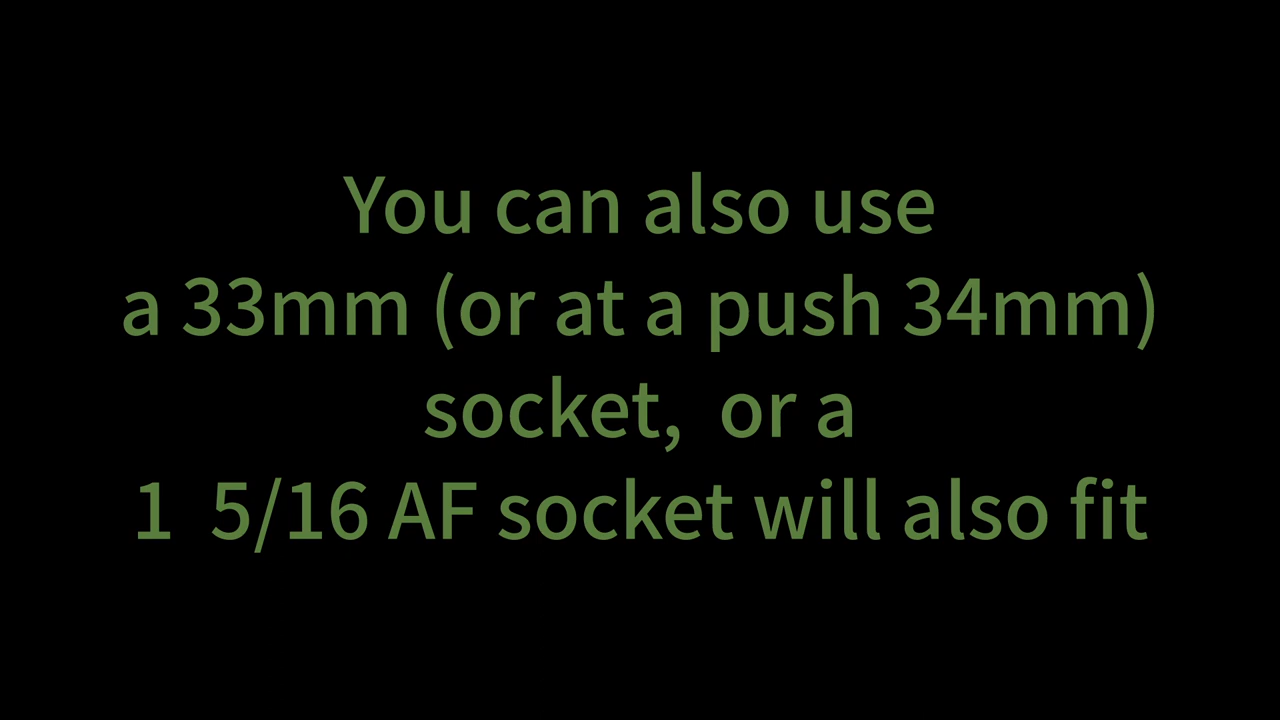 You can also use
a 33mm (or at a push 34mm)
socket,  or a
1  5/16 AF socket will also fit